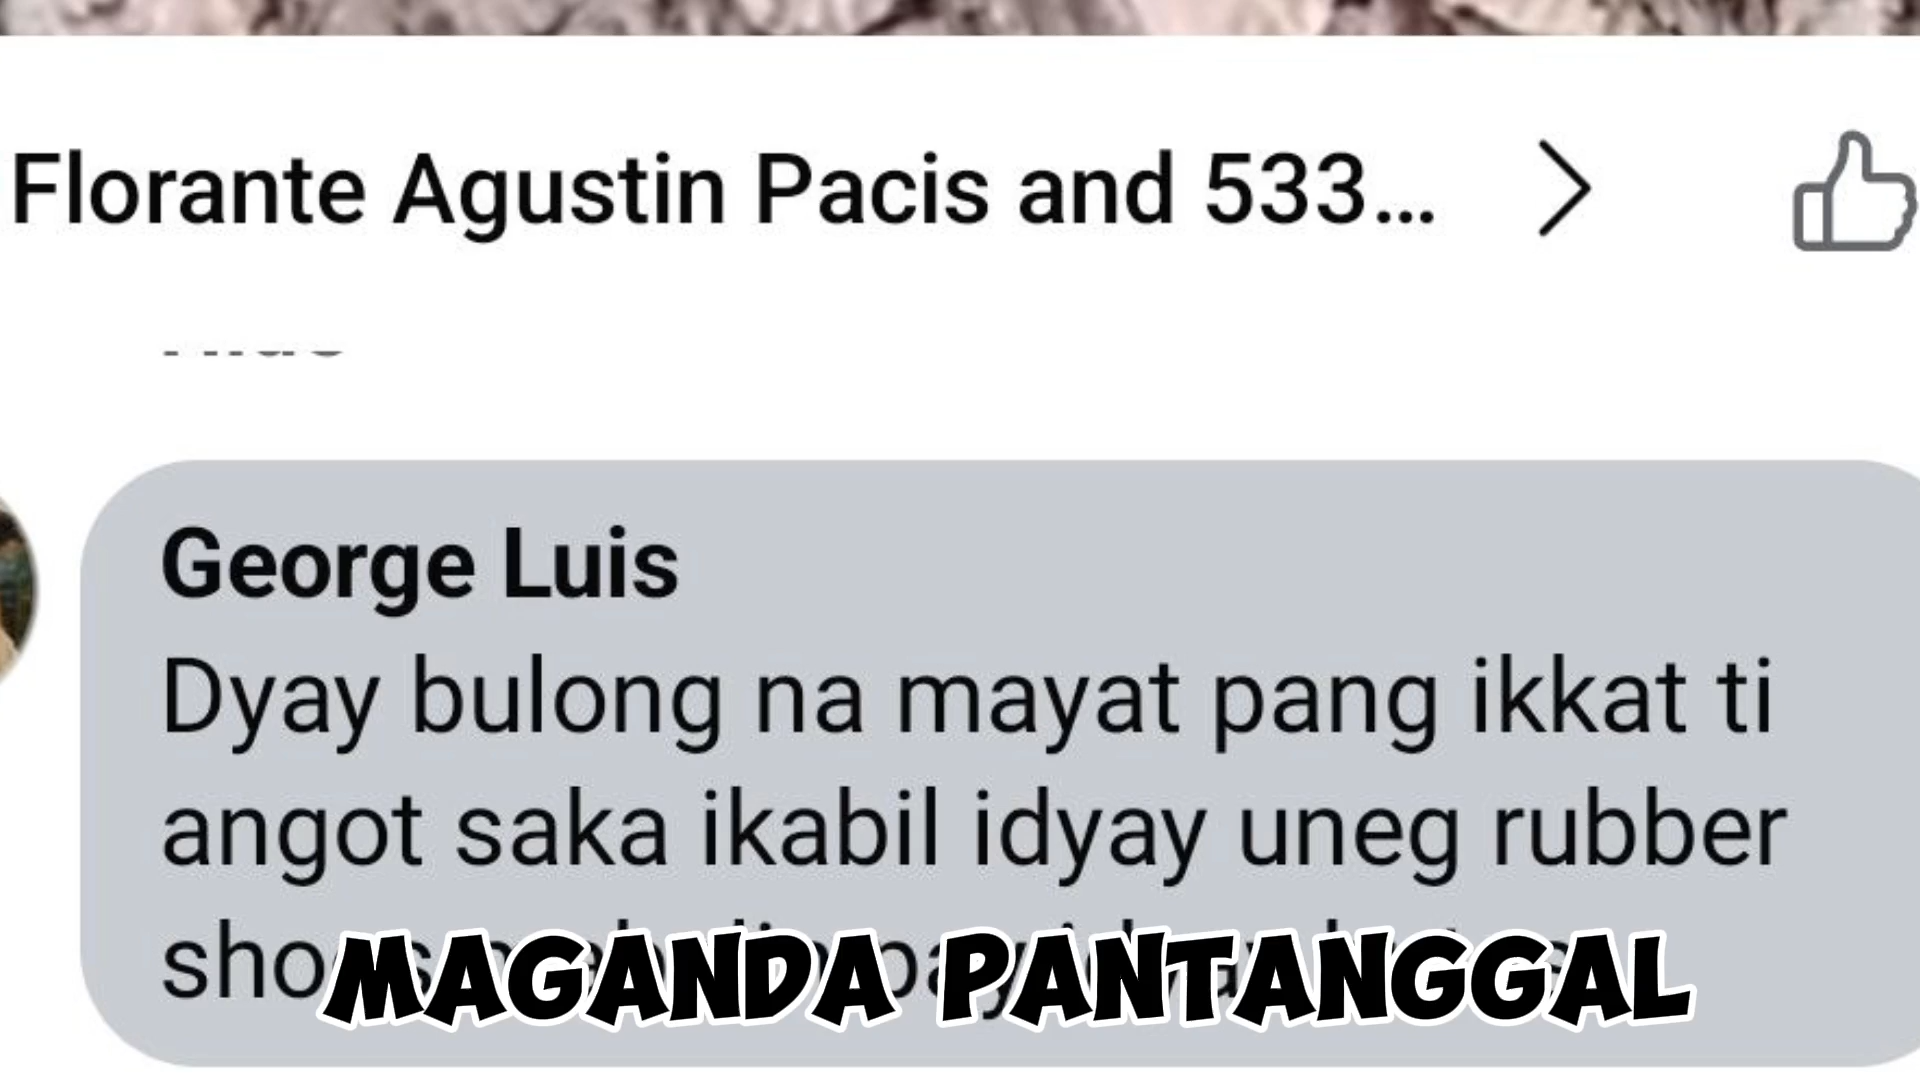 Florante Agustin Pacis and 533...
George Luis
Dyay bulong na mayat pang ikkat ti
angot saka ikabil idyay uneg rubber
MAGANDA PANTANGGAL